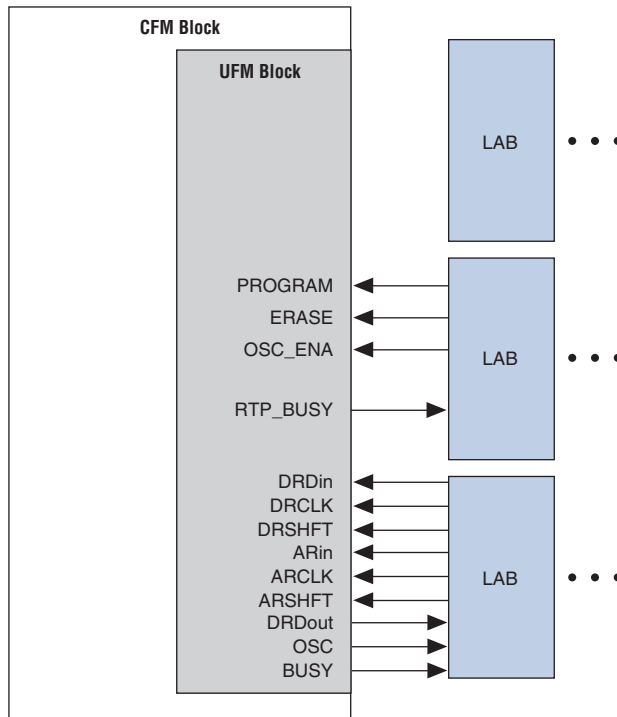 CFM Block
UFM Block
LAB
PROGRAM
ERASE
OSC_ENA
LAB
RTP_BUSY
DRDin
DRCLK
DRSHFT
ARin
ARCLK
LAB
ARSHFT
DRDout
OSC
BUSY